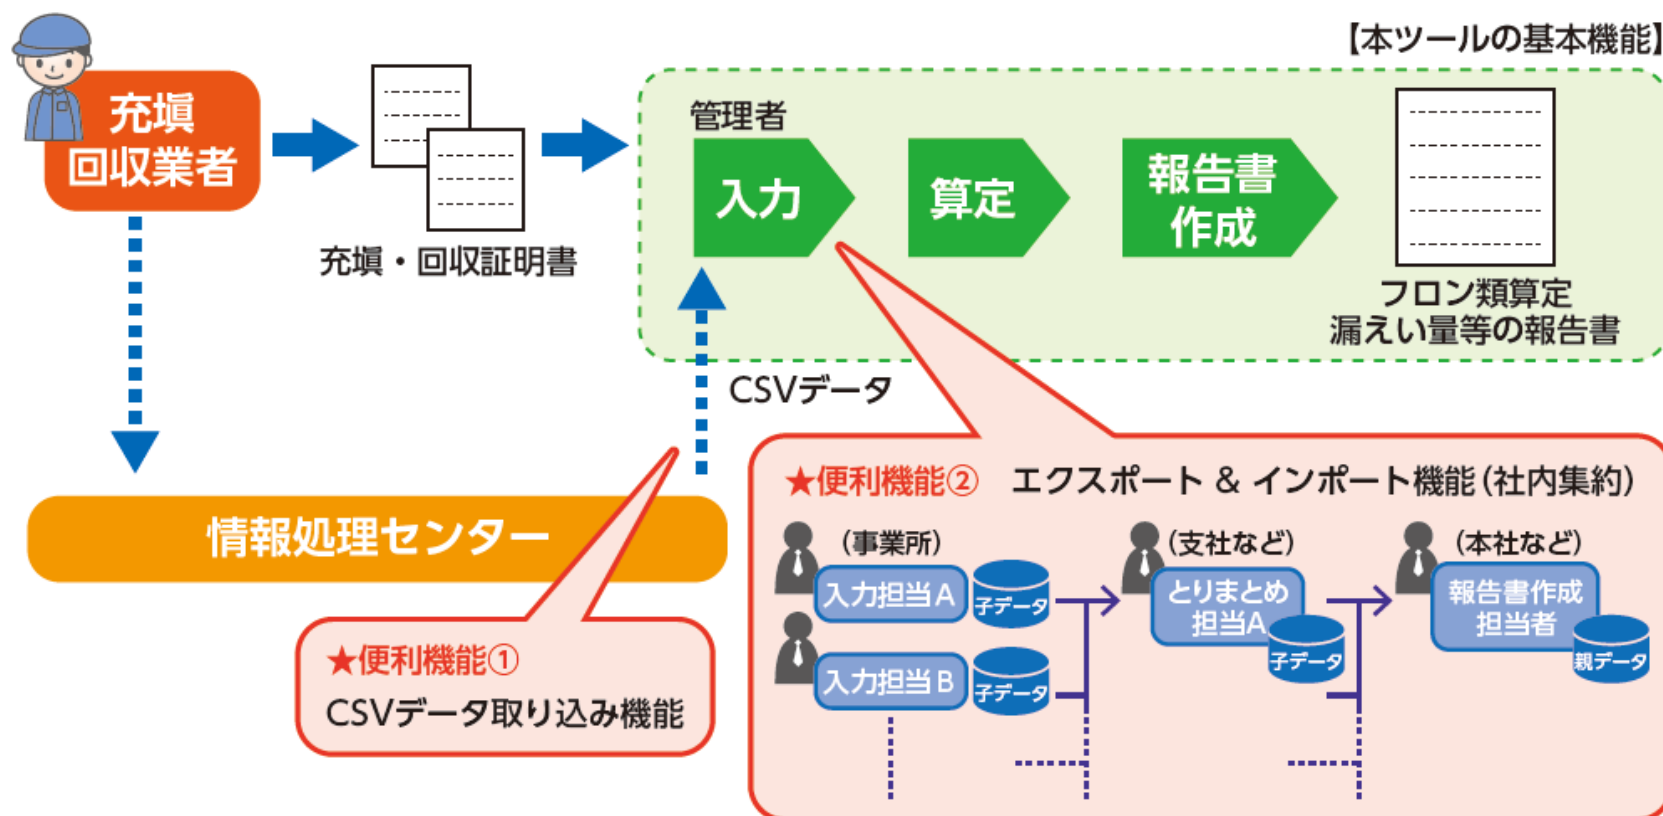 【本ツールの基本機能】
充塡
回収業者
充塡・回収証明書
管理者
入力
算定
報告書
作成
フロン類算定
漏えい量等の報告書
CSVデータ
情報処理センター
★便利機能①
CSVデータ取り込み機能
★便利機能② エクスポート & インポート機能(社内集約)
(事業所)
入力担当A
子データ
入力担当B
子データ
(支社など)
とりまとめ
担当A
子データ
(本社など)
報告書作成
担当者
親データ